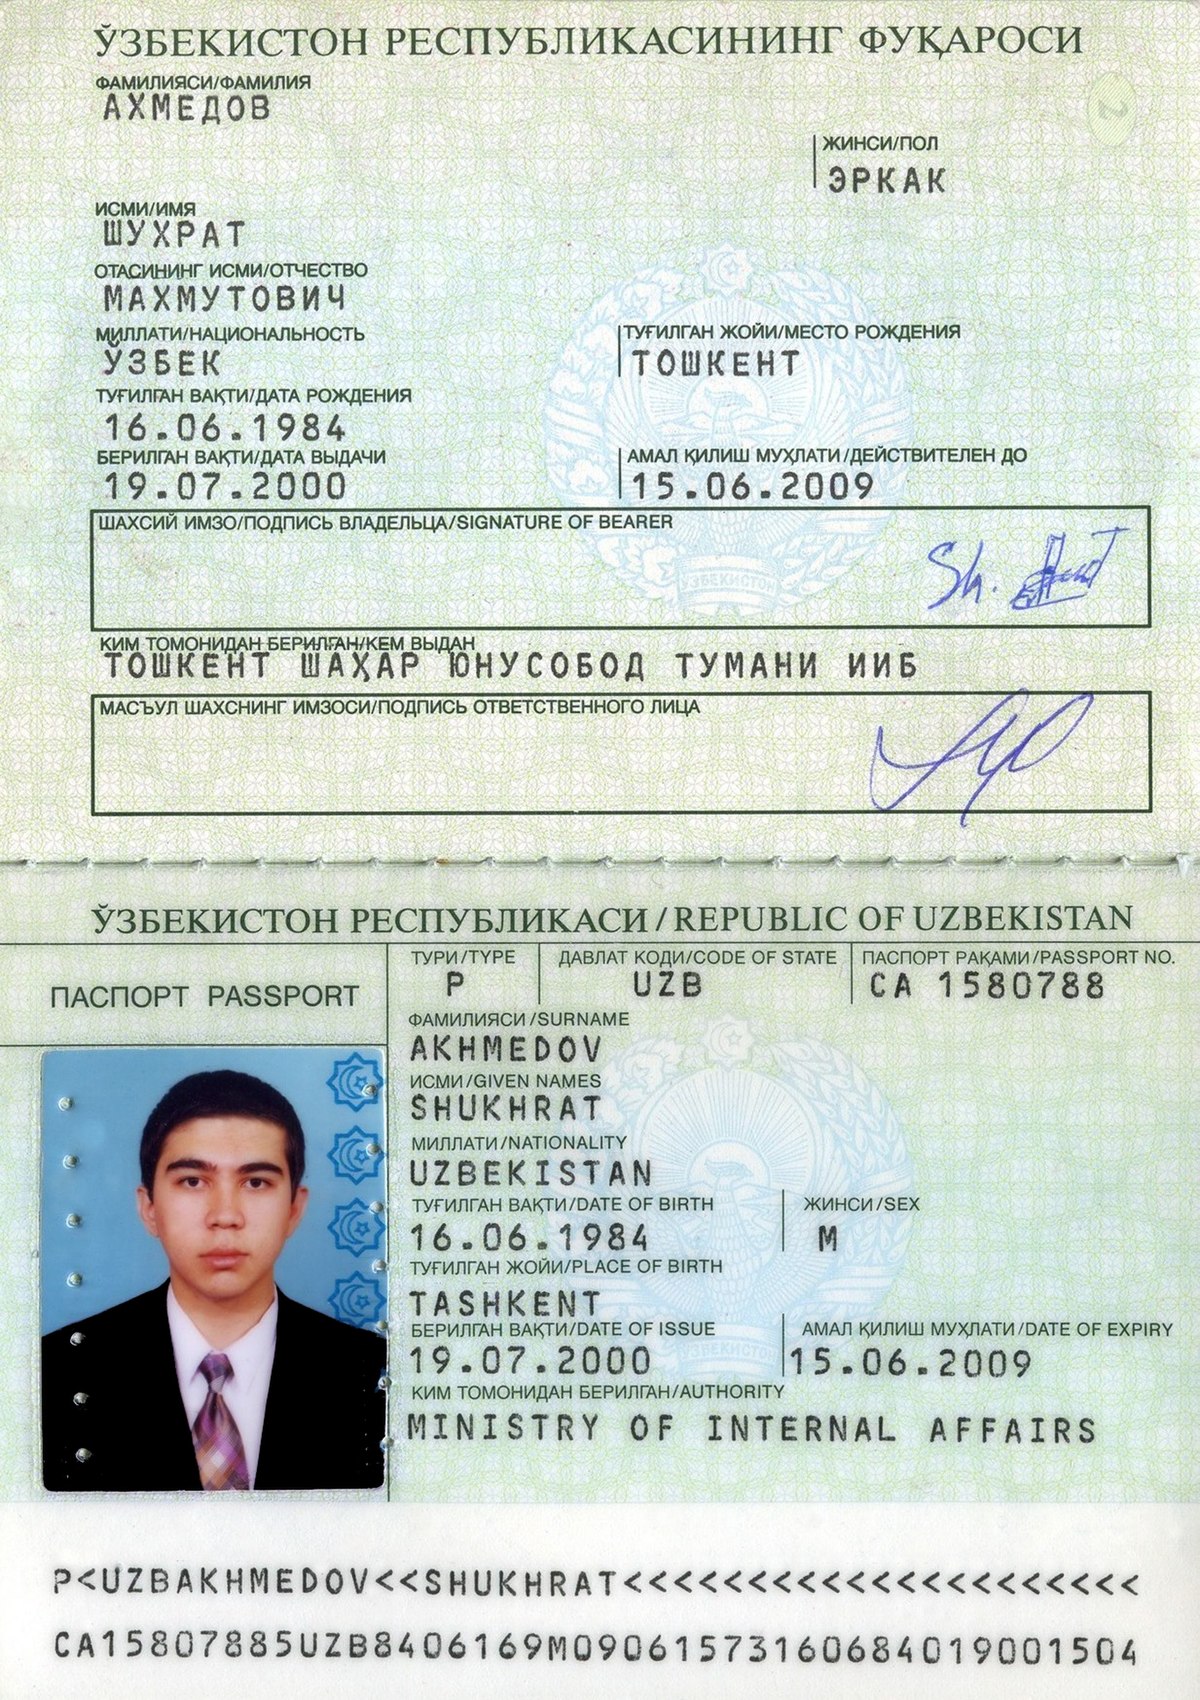 ЎЗБЕКИСТОН РЕСПУБЛИКАСИНИНГ ФУҚАРОСИ
ФАМИЛИЯСИ/ФАМИЛИЯ
АХМЕДОВ
2
ЖИНСИ/ПОЛ
ЭРКАК
ИСМИ/ИМЯ
ШУХРАТ
ОТАСИНИНГ ИСМИ/ОТЧЕСТВО
МАХМУТОВИЧ
МИЛЛАТИ/НАЦИОНАЛЬНОСТЬ
ЎЗБЕК
ТУҒИЛГАН ЖОЙИ/МЕСТО РОЖДЕНИЯ
ТОШКЕНТ
ТУҒИЛГАН ВАҚТИ/ДАТА РОЖДЕНИЯ
16.06.1984
БЕРИЛГАН ВАҚТИ/ДАТА ВЫДАЧИ
19.07.2000
АМАЛ ҚИЛИШ МУҲЛАТИ/ДЕЙСТВИТЕЛЕН ДО
15.06.2009
ШАХСИЙ ИМЗО/ПОДПИСЬ ВЛАДЕЛЬЦА/SIGNATURE OF BEARER
Sh.
ЎЗБЕКИСТОН
КИМ ТОМОНИДАН БЕРИЛГАН/КЕМ ВЫДАН
ТОШКЕНТ ШАҲАР ЮНУСОБОД ТУМАНИ ИИБ
МАСЪУЛ ШАХСНИНГ ИМЗОСИ/ПОДПИСЬ ОТВЕТСТВЕННОГО ЛИЦА
ЎЗБЕКИСТОН РЕСПУБЛИКАСИ / REPUBLIC OF UZBEKISTAN
ПАСПОРТ PASSPORT
ТУРИ/TYPE
P
ДАВЛАТ КОДИ/CODE OF STATE
UZB
ПАСПОРТ РАҚАМИ/PASSPORT NO.
CA 1580788
ФАМИЛИЯСИ/SURNAME
AKHMEDOV
ИСМИ/GIVEN NAMES
SHUKHRAT
МИЛЛАТИ/NATIONALITY
UZBEKISTAN
ТУҒИЛГАН ВАҚТИ/DATE OF BIRTH
16.06.1984
ЖИНСИ/SEX
M
ТУҒИЛГАН ЖОЙИ/PLACE OF BIRTH
TASHKENT
БЕРИЛГАН ВАҚТИ/DATE OF ISSUE
19.07.2000
АМАЛ ҚИЛИШ МУҲЛАТИ/DATE OF EXPIRY
15.06.2009
ЎЗБЕКИСТОН
КИМ ТОМОНИДАН БЕРИЛГАН/AUTHORITY
MINISTRY OF INTERNAL AFFAIRS
P<UZBAKHMEDOV<<SHUKHRAT<<<<<<<<<<<<<<<<<<<<<
CA15807885UZB8406169M09061573160684019001504